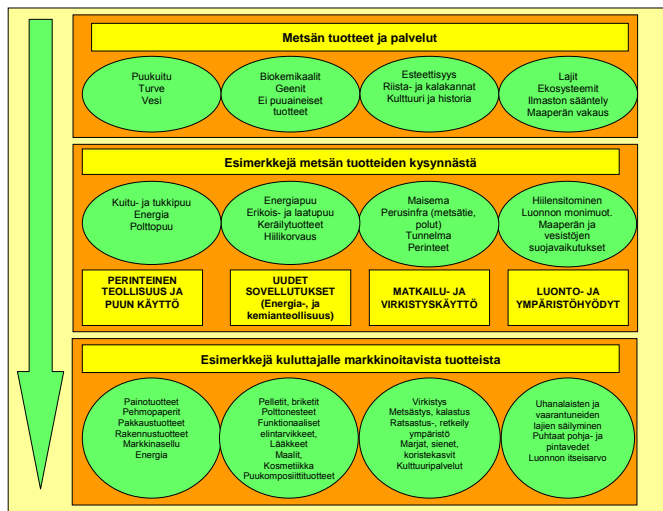 Metsän tuotteet ja palvelut
Puukuitu
Turve
Vesi
Biokemikaalit
Geenit
Ei puuaineiset
tuotteet
Esteettisyys
Riista- ja kalakannat
Kulttuuri ja historia
Lajit
Ekosysteemit
Ilmaston sääntely
Maaperän vakaus
Esimerkkejä metsän tuotteiden kysynnästä
Kuitu- ja tukkipuu
Energia
Polttopuu
Energiapuu
Erikois- ja laatupuu
Keräilytuotteet
Hiilikorvaus
Maisema
Perusinfra (metsätie,
polut)
Tunnelma
Perinteet
Hiilensitominen
Luonnon monimuot.
Maaperän ja
vesistöjen
suojavaikutukset
PERINTEINEN
TEOLLISUUS JA
PUUN KÄYTTÖ
UUDET
SOVELLUTUKSET
(Energia-, ja
kemianteollisuus)
MATKAILU- JA
VIRKISTYSKÄYTTÖ
LUONTO- JA
YMPÄRISTÖHYÖDYT
Esimerkkejä kuluttajalle markkinoitavista tuotteista
Painotuotteet
Pehmopaperit
Pakkaustuotteet
Rakennustuotteet
Markkinasellu
Energia
Pelletit, briketit
Polttonesteet
Funktionaaliset
elintarvikkeet,
Lääkkeet
Maalit,
Kosmetiikka
Puukomposiittituotteet
Virkistys
Metsästys, kalastus
Ratsastus-, retkeily
ympäristö
Marjat, sienet,
koristekasvit
Kulttuuripalvelut
Uhanalaisten ja
vaarantuneiden
lajien säilyminen
Puhtaat pohja- ja
pintavedet
Luonnon itseisarvo